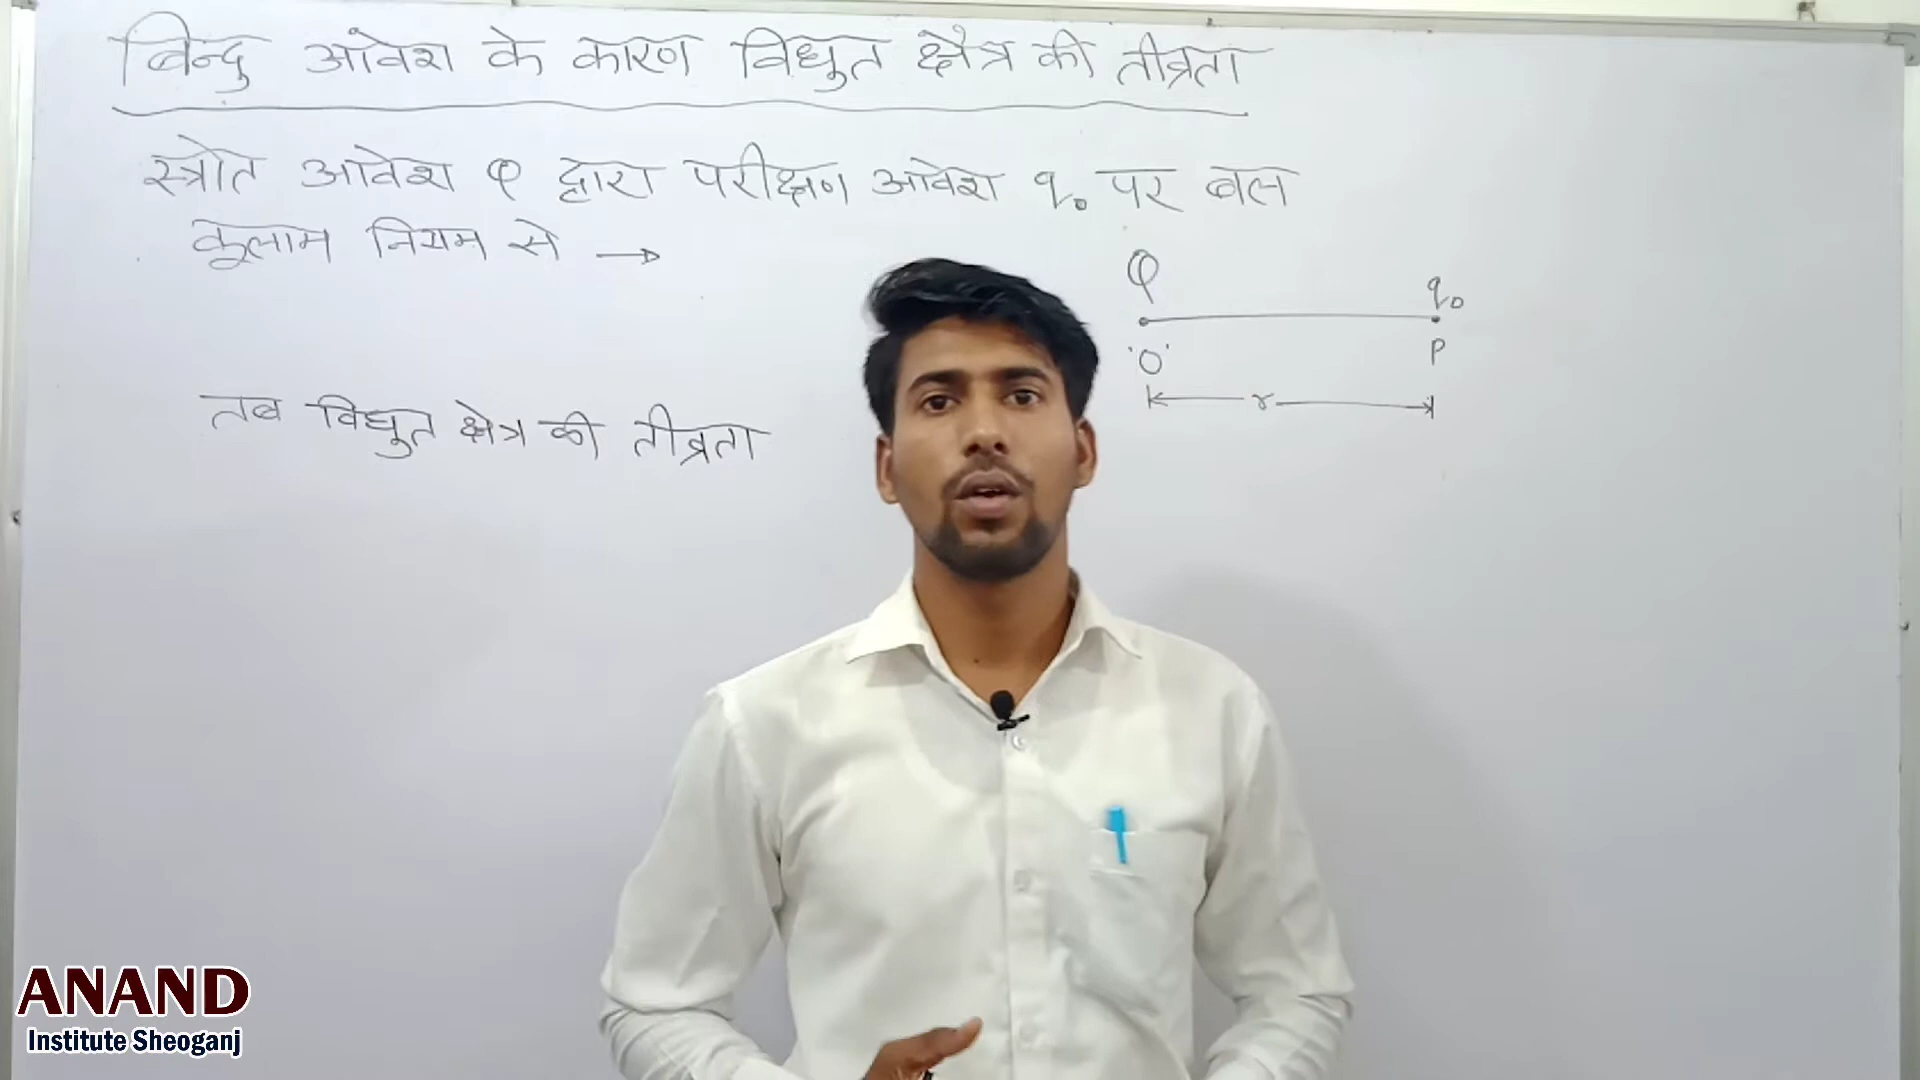 बिन्दु आवेश के कारण विद्युत क्षैत्र की तीव्रता
स्त्रोत आवेश Q द्वारा परीक्षण आवेश q₀ पर बल
कूलाम नियम से →
Q
q₀
'O'
P
r
तब विद्युत क्षेत्र की तीव्रता
ANAND
Institute Sheoganj